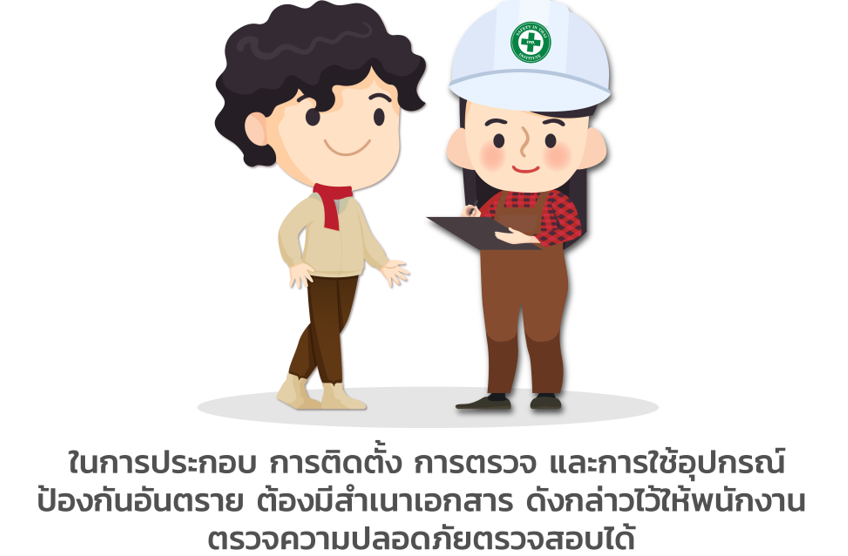 SAFETY IN THAI
INSTITUTE
ในการประกอบ การติดตั้ง การตรวจ และการใช้อุปกรณ์
ป้องกันอันตราย ต้องมีสำเนาเอกสาร ดังกล่าวไว้ให้พนักงาน
ตรวจความปลอดภัยตรวจสอบได้